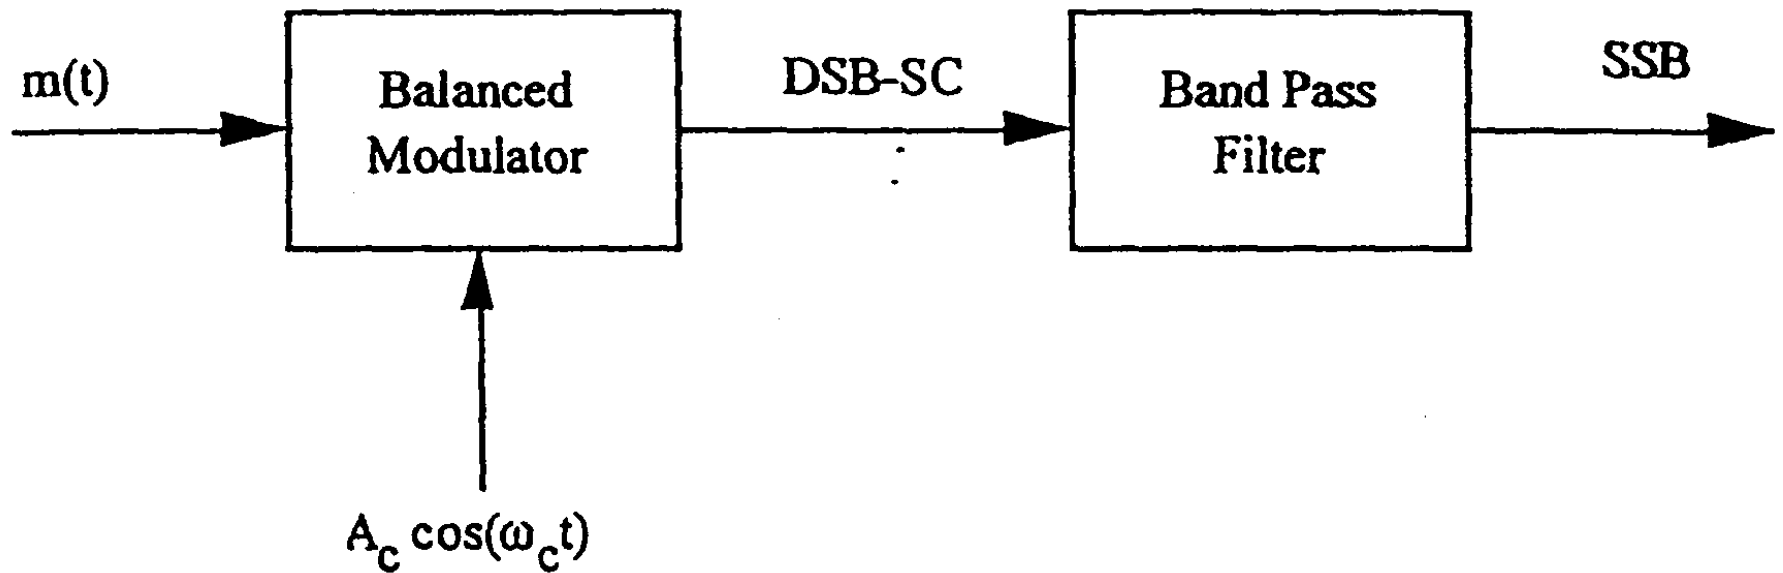 m(t)
Balanced
Modulator
DSB-SC
Band Pass
Filter
SSB
A_c cos(ω_c t)